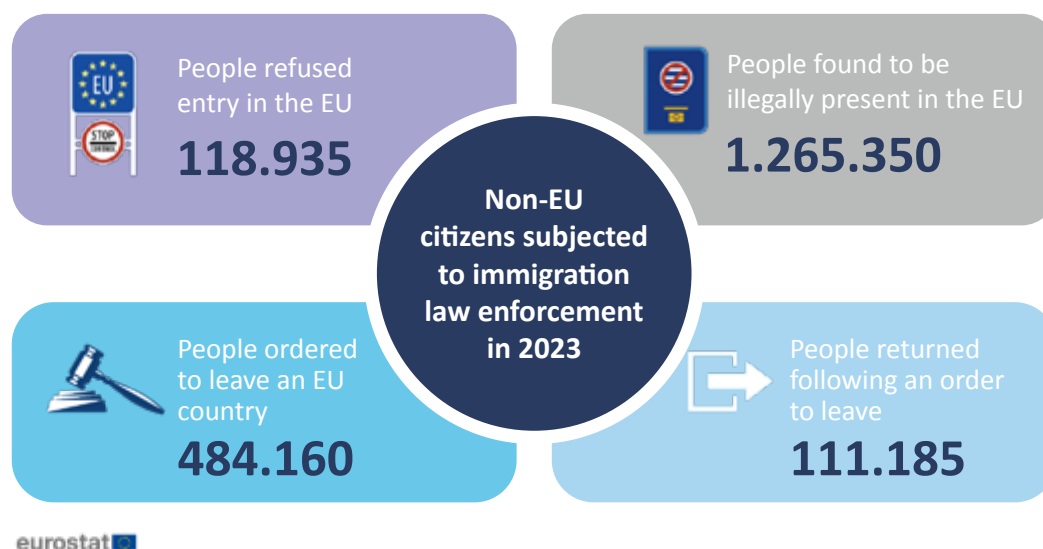 EU
STOP
People refused
entry in the EU
118.935
People found to be
illegally present in the EU
1.265.350
Non-EU
citizens subjected
to immigration
law enforcement
in 2023
People ordered
to leave an EU
country
484.160
People returned
following an order
to leave
111.185
eurostat